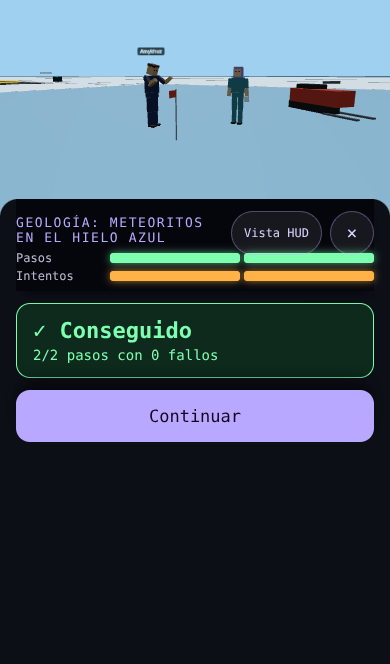 GEOLOGÍA: METEORITOS
EN EL HIELO AZUL
Vista HUD
×
Pasos
Intentos
✓ Conseguido
2/2 pasos con 0 fallos
Continuar